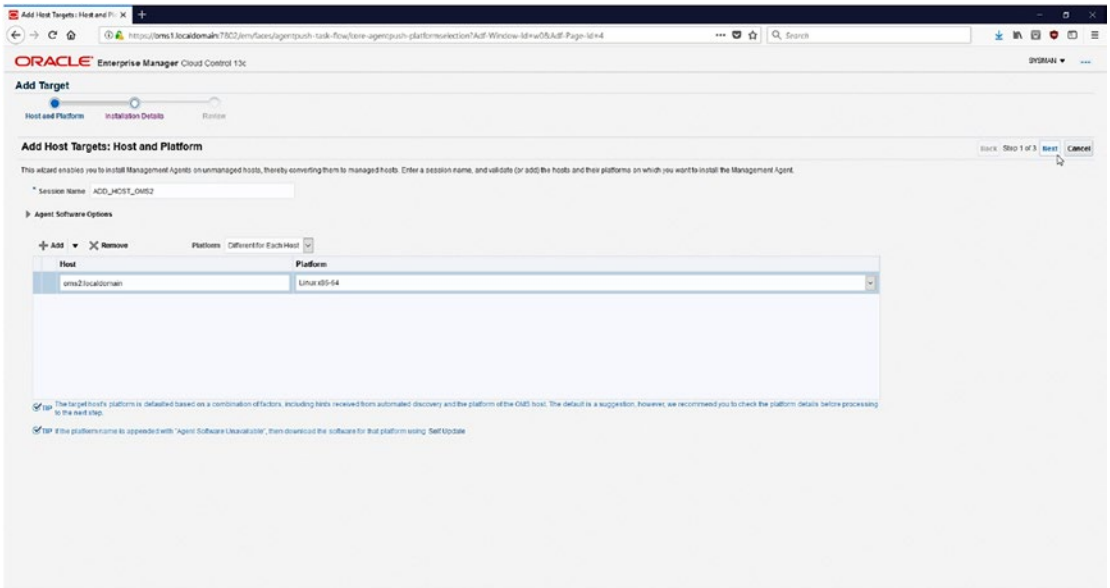 Add Host Targets: Host and Pl
https://oms1.localdomain:7802/em/faces/agentpush-task-flow/core-agentpush-platformselection?Adf-Window-Id=w0&Adf-Page-Id=4
Search
ORACLE Enterprise Manager Cloud Control 13c
SYSMAN
Add Target
Host and Platform Installation Details Review
Add Host Targets: Host and Platform
Back Step 1 of 3 Next Cancel
This wizard enables you to install Management Agents on unmanaged hosts, thereby converting them to managed hosts. Enter a session name, and validate (or add) the hosts and their platforms on which you want to install the Management Agent.
* Session Name ADD_HOST_OMS2
Agent Software Options
Add Remove Platform Different for Each Host
Host Platform
oms2.localdomain Linux x86-64
TIP The target host's platform is defaulted based on a combination of factors, including hints received from automated discovery and the platform of the OMS host. The default is a suggestion, however, we recommend you to check the platform details before processing
to the next step.
TIP If the platform name is appended with "Agent Software Unavailable", then download the software for that platform using Self Update